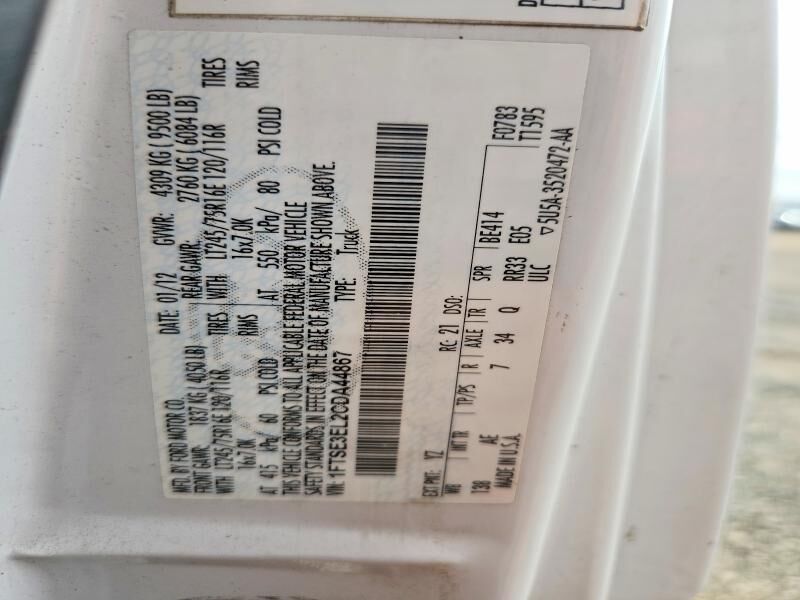 MFD. BY FORD MOTOR CO. DATE: 01/12 GVWR: 4309 KG ( 9500 LB)
FRONT GAWR: 1837 KG ( 4050 LB) REAR GAWR: 2760 KG ( 6084 LB)
WITH LT245/75R16E 120/116R TIRES WITH LT245/75R16E 120/116R TIRES
16x7.0K RIMS 16x7.0K RIMS
AT 415 kPa/ 60 PSI COLD AT 550 kPa/ 80 PSI COLD
THIS VEHICLE CONFORMS TO ALL APPLICABLE FEDERAL MOTOR VEHICLE
SAFETY STANDARDS IN EFFECT ON THE DATE OF MANUFACTURE SHOWN ABOVE.
VIN: 1FTSE3EL2CDA44867 TYPE: Truck
EXT PNT: YZ RC: 21 DSO: F0783
WB INT TR TP/PS R AXLE TR SPR BE414 T1595
138 AE 7 34 Q RR33 E05
MADE IN U.S.A. ULC ▽5U5A-3520472-AA